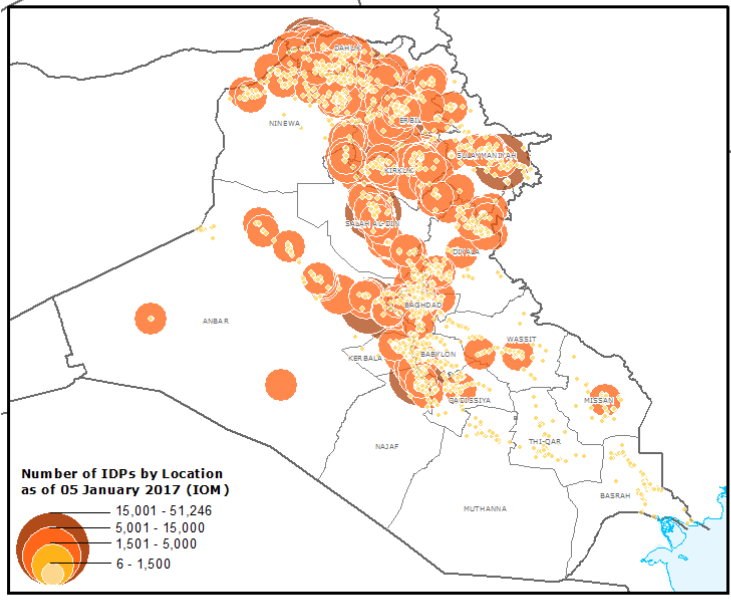 DAHUK
NINEWA
ERBIL
SULAYMANIYAH
KIRKUK
SALAH AL-DIN
DIYALA
ANBAR
BAGHDAD
WASSIT
KERBALA
BABYLON
QADISSIYA
MISSAN
NAJAF
THI-QAR
BASRAH
MUTHANNA
Number of IDPs by Location
as of 05 January 2017 (IOM)
15,001 - 51,246
5,001 - 15,000
1,501 - 5,000
6 - 1,500